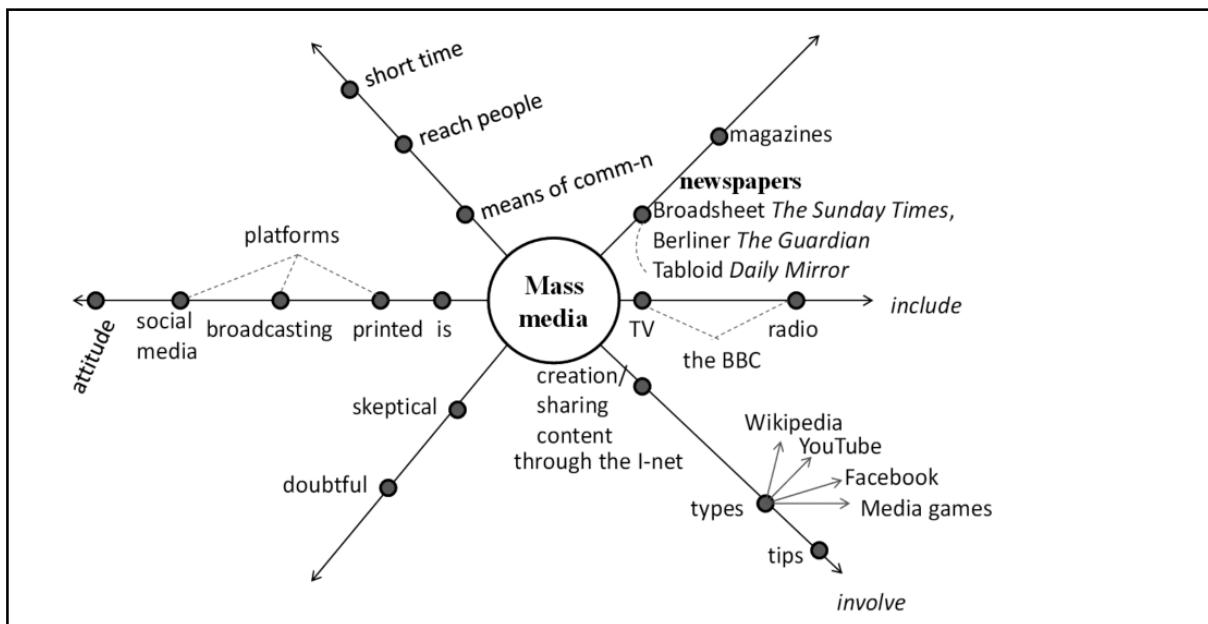 short time
reach people
means of comm-n
magazines
newspapers
Broadsheet The Sunday Times,
Berliner The Guardian
Tabloid Daily Mirror
platforms
Mass
media
attitude
social
media
broadcasting
printed
is
TV
radio
include
the BBC
creation/
sharing
content
through the I-net
skeptical
doubtful
Wikipedia
YouTube
Facebook
Media games
types
tips
involve